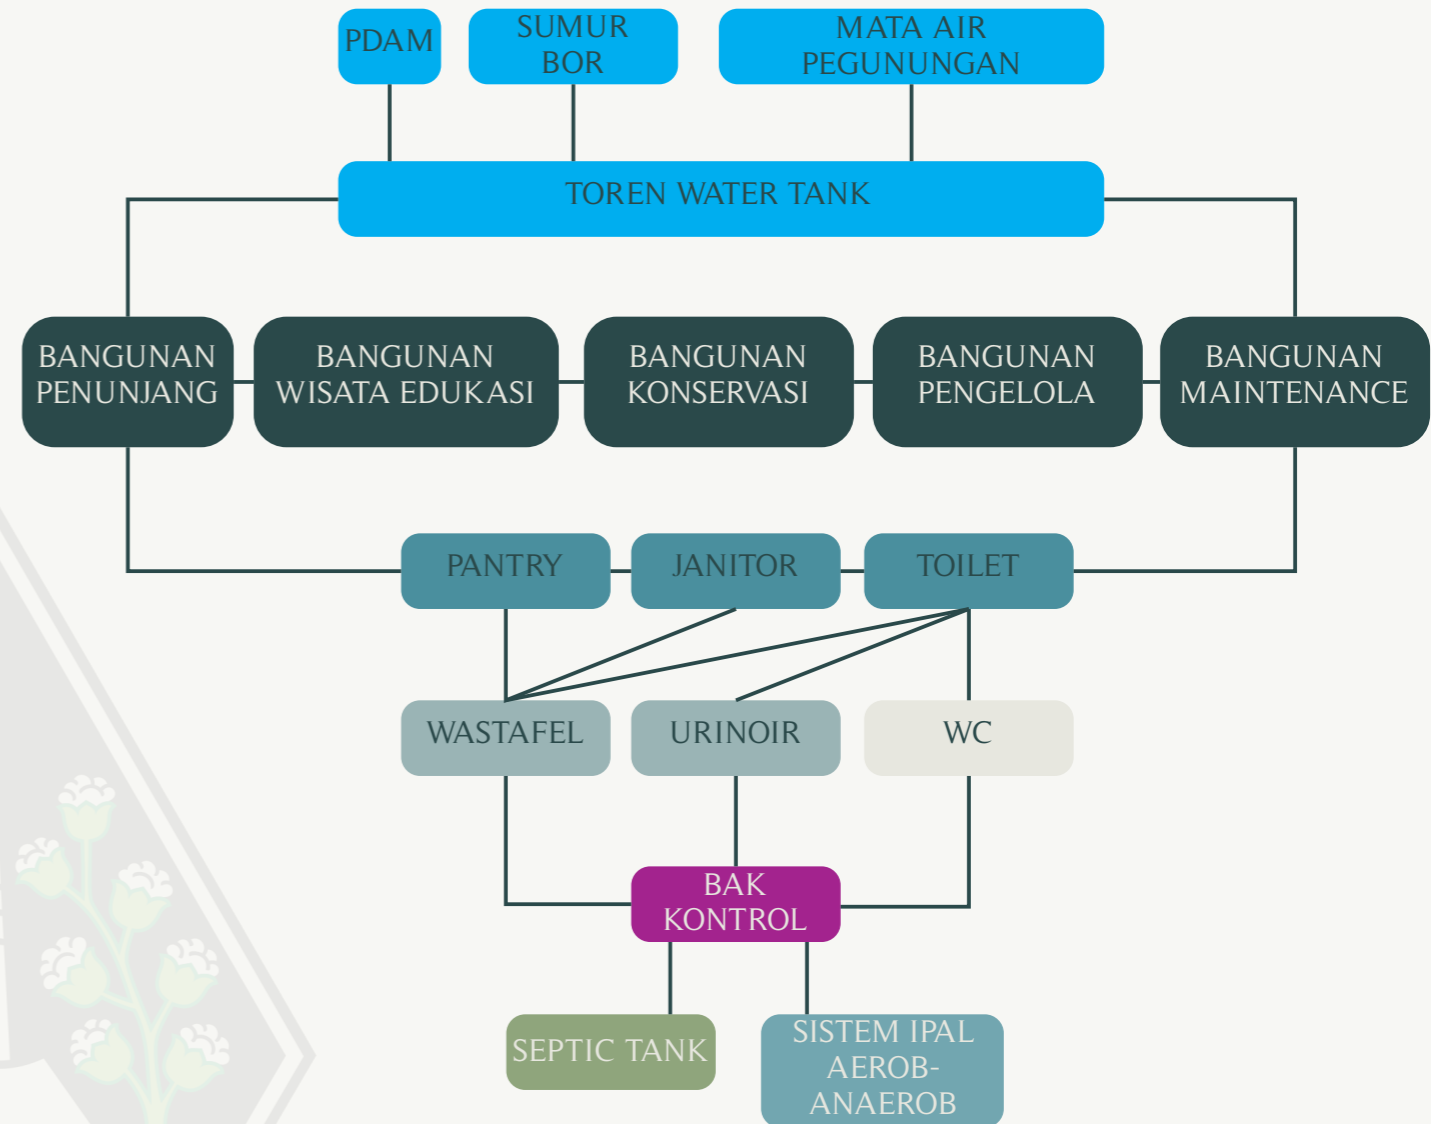 PDAM
SUMUR
BOR
MATA AIR
PEGUNUNGAN
TOREN WATER TANK
BANGUNAN
PENUNJANG
BANGUNAN
WISATA EDUKASI
BANGUNAN
KONSERVASI
BANGUNAN
PENGELOLA
BANGUNAN
MAINTENANCE
PANTRY
JANITOR
TOILET
WASTAFEL
URINOIR
WC
BAK
KONTROL
SEPTIC TANK
SISTEM IPAL
AEROB-
ANAEROB